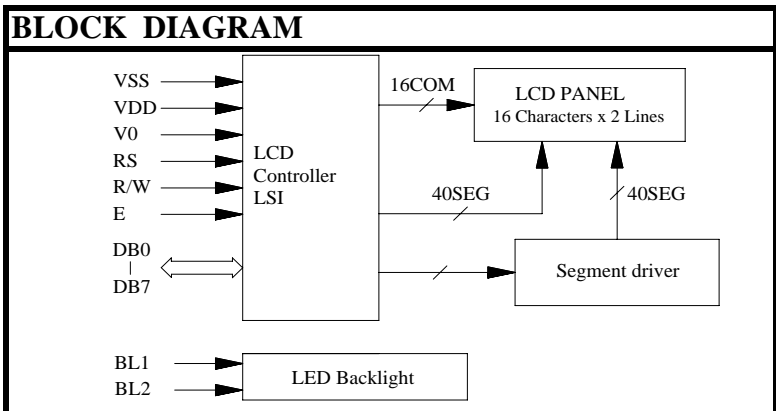 BLOCK DIAGRAM
VSS
VDD
V0
RS
R/W
E
DB0
DB7
LCD
Controller
LSI
16COM
LCD PANEL
16 Characters x 2 Lines
40SEG
40SEG
Segment driver
BL1
BL2
LED Backlight